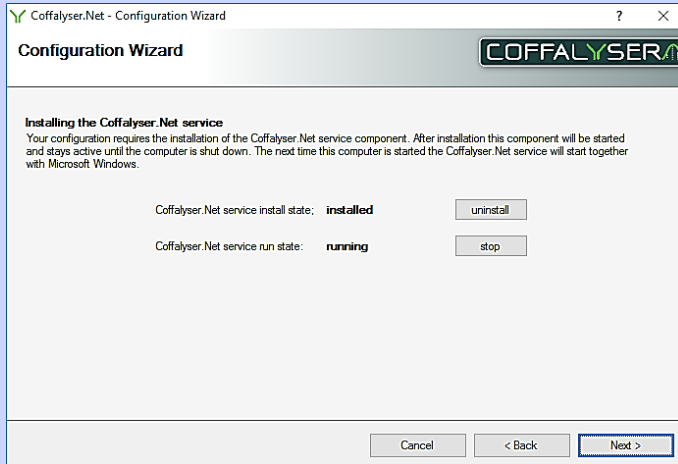 Coffalyser.Net - Configuration Wizard
Configuration Wizard
COFFALYSER
Installing the Coffalyser.Net service
Your configuration requires the installation of the Coffalyser.Net service component. After installation this component will be started
and stays active until the computer is shut down. The next time this computer is started the Coffalyser.Net service will start together
with Microsoft Windows.
Coffalyser.Net service install state; installed uninstall
Coffalyser.Net service run state: running stop
Cancel < Back Next >